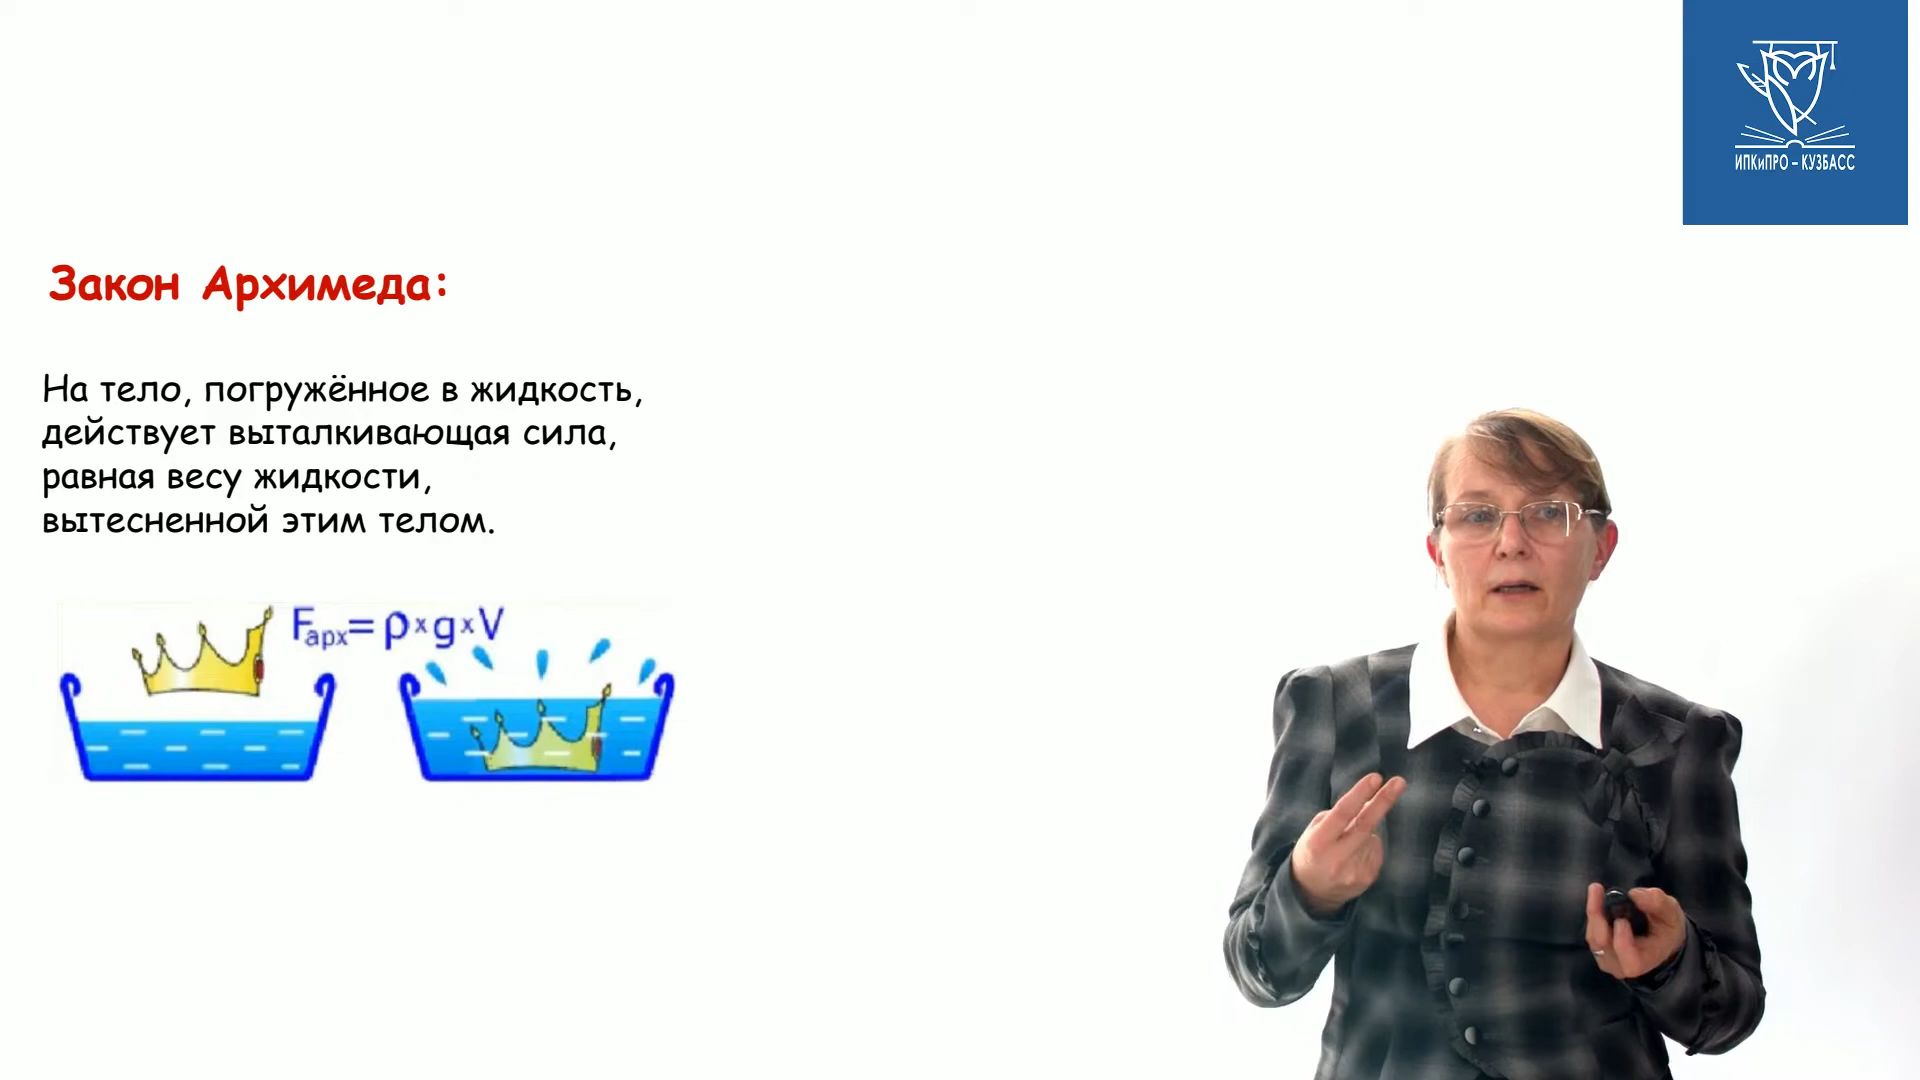 ИПКиПРО – КУЗБАСС
Закон Архимеда:
На тело, погружённое в жидкость,
действует выталкивающая сила,
равная весу жидкости,
вытесненной этим телом.
Fарх= ρ×g×V